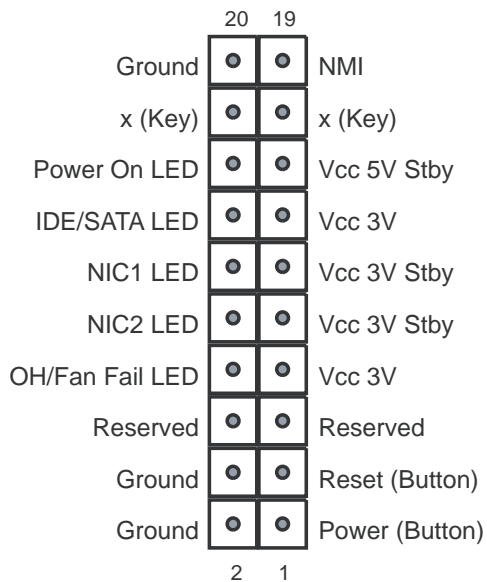 20 19
Ground NMI
x (Key) x (Key)
Power On LED Vcc 5V Stby
IDE/SATA LED Vcc 3V
NIC1 LED Vcc 3V Stby
NIC2 LED Vcc 3V Stby
OH/Fan Fail LED Vcc 3V
Reserved Reserved
Ground Reset (Button)
Ground Power (Button)
2 1